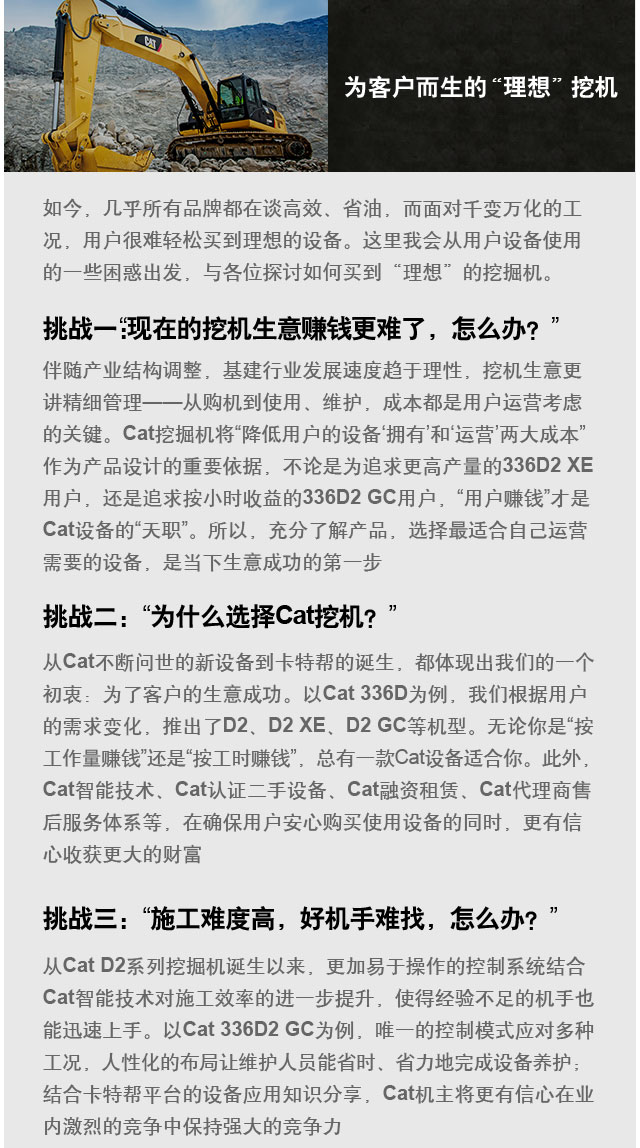 CAT
为客户而生的“理想”挖机
如今，几乎所有品牌都在谈高效、省油，而面对千变万化的工
况，用户很难轻松买到理想的设备。这里我会从用户设备使用
的一些困惑出发，与各位探讨如何买到“理想”的挖掘机。
挑战一:“现在的挖机生意赚钱更难了，怎么办？”
伴随产业结构调整，基建行业发展速度趋于理性，挖机生意更
讲精细管理——从购机到使用、维护，成本都是用户运营考虑
的关键。Cat挖掘机将“降低用户的设备‘拥有’和‘运营’两大成本”
作为产品设计的重要依据，不论是为追求更高产量的336D2 XE
用户，还是追求按小时收益的336D2 GC用户，“用户赚钱”才是
Cat设备的“天职”。所以，充分了解产品，选择最适合自己运营
需要的设备，是当下生意成功的第一步
挑战二：“为什么选择Cat挖机？”
从Cat不断问世的新设备到卡特帮的诞生，都体现出我们的一个
初衷：为了客户的生意成功。以Cat 336D为例，我们根据用户
的需求变化，推出了D2、D2 XE、D2 GC等机型。无论你是“按
工作量赚钱”还是“按工时赚钱”，总有一款Cat设备适合你。此外，
Cat智能技术、Cat认证二手设备、Cat融资租赁、Cat代理商售
后服务体系等，在确保用户安心购买使用设备的同时，更有信
心收获更大的财富
挑战三：“施工难度高，好机手难找，怎么办？”
从Cat D2系列挖掘机诞生以来，更加易于操作的控制系统结合
Cat智能技术对施工效率的进一步提升，使得经验不足的机手也
能迅速上手。以Cat 336D2 GC为例，唯一的控制模式应对多种
工况，人性化的布局让维护人员能省时、省力地完成设备养护；
结合卡特帮平台的设备应用知识分享，Cat机主将更有信心在业
内激烈的竞争中保持强大的竞争力